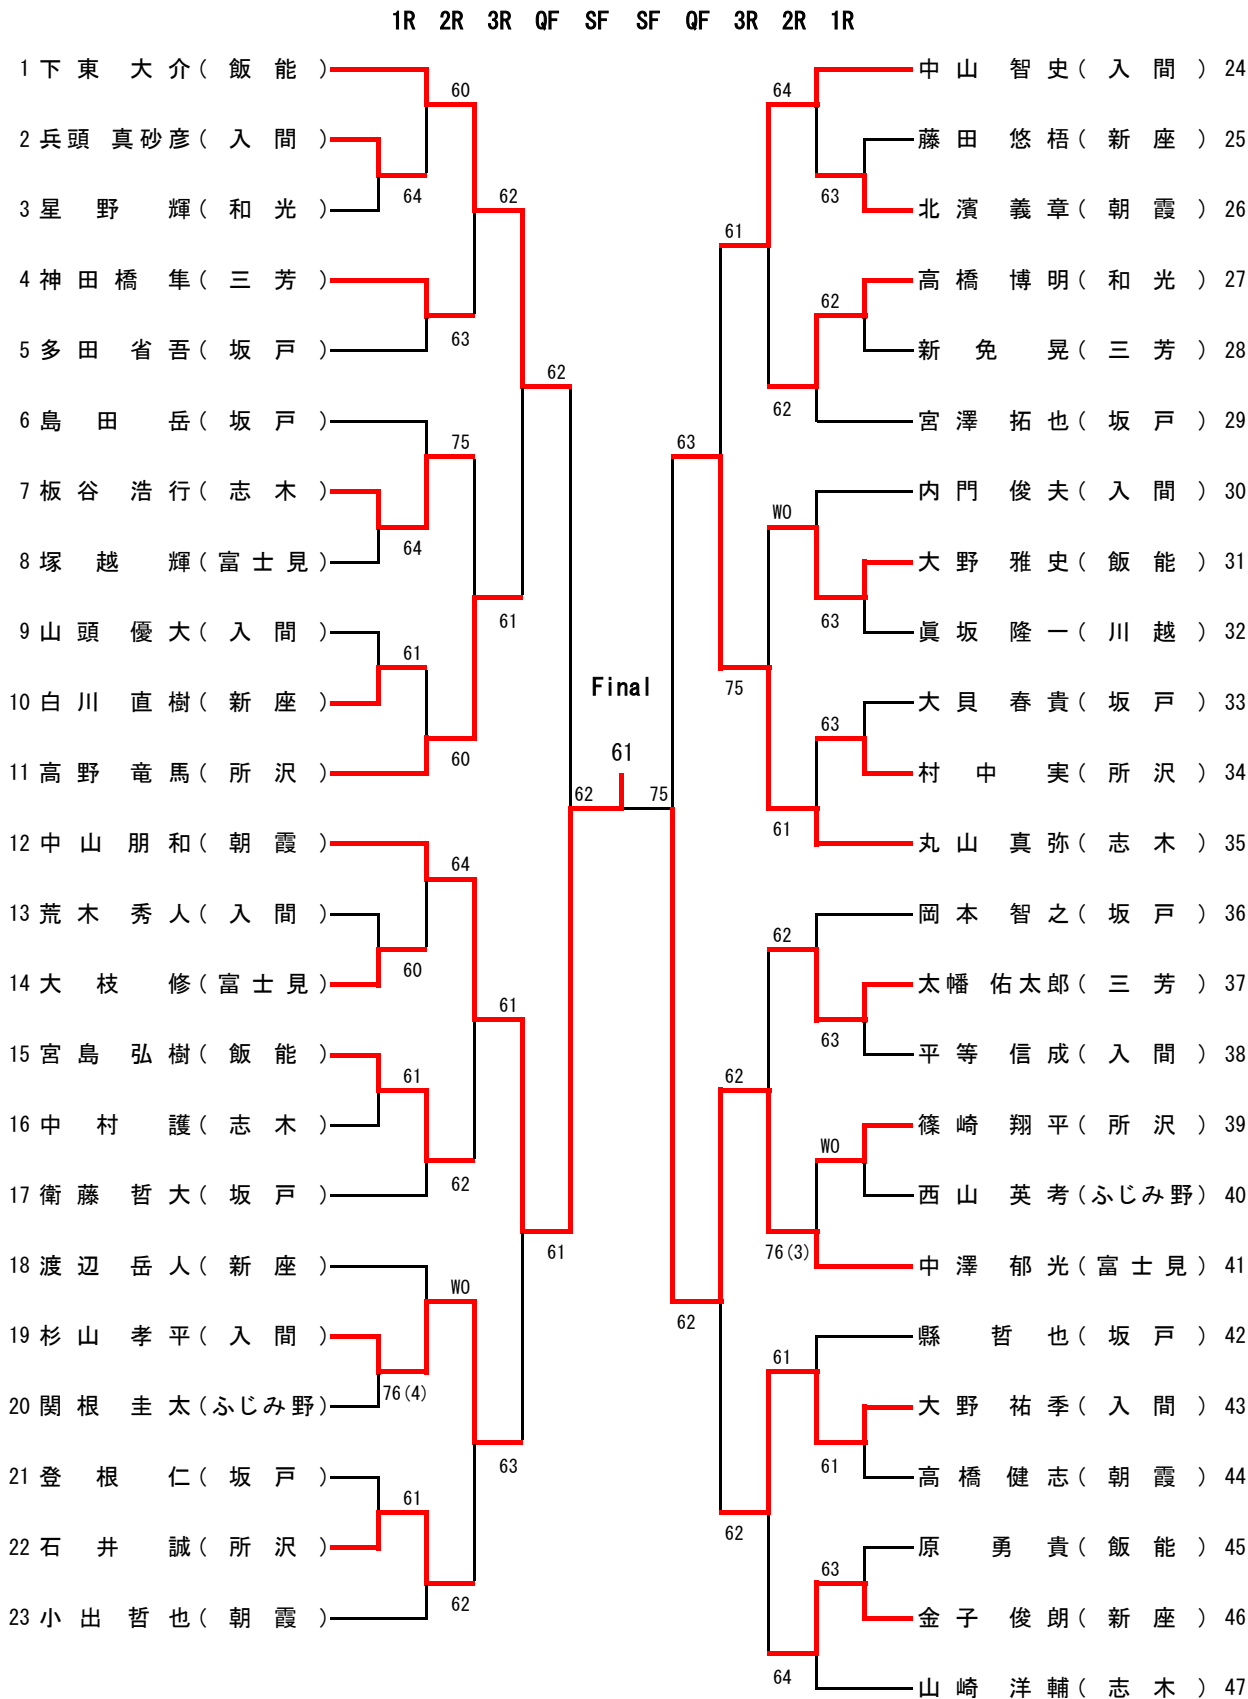 1R 2R 3R QF SF SF QF 3R 2R 1R
1 下東 大介 ( 飯能 )
2 兵頭 真砂彦 ( 入間 )
3 星野 輝 ( 和光 )
4 神田橋 隼 ( 三芳 )
5 多田 省吾 ( 坂戸 )
6 島田 岳 ( 坂戸 )
7 板谷 浩行 ( 志木 )
8 塚越 輝 ( 富士見 )
9 山頭 優大 ( 入間 )
10 白川 直樹 ( 新座 )
11 高野 竜馬 ( 所沢 )
12 中山 朋和 ( 朝霞 )
13 荒木 秀人 ( 入間 )
14 大枝 修 ( 富士見 )
15 宮島 弘樹 ( 飯能 )
16 中村 護 ( 志木 )
17 衛藤 哲大 ( 坂戸 )
18 渡辺 岳人 ( 新座 )
19 杉山 孝平 ( 入間 )
20 関根 圭太 (ふじみ野)
21 登根 仁 ( 坂戸 )
22 石井 誠 ( 所沢 )
23 小出 哲也 ( 朝霞 )
64
64
61
60
61
76(4)
61
60
63
75
60
64
62
WO
62
62
61
61
63
62
61
62
Final
61
75
63
62
61
75
62
62
64
62
WO
61
62
76(3)
61
64
63
62
63
63
63
WO
61
63
中山 智史 ( 入間 ) 24
藤田 悠梧 ( 新座 ) 25
北濱 義章 ( 朝霞 ) 26
高橋 博明 ( 和光 ) 27
新免 晃 ( 三芳 ) 28
宮澤 拓也 ( 坂戸 ) 29
内門 俊夫 ( 入間 ) 30
大野 雅史 ( 飯能 ) 31
眞坂 隆一 ( 川越 ) 32
大貝 春貴 ( 坂戸 ) 33
村中 実 ( 所沢 ) 34
丸山 真弥 ( 志木 ) 35
岡本 智之 ( 坂戸 ) 36
太幡 佑太郎 ( 三芳 ) 37
平等 信成 ( 入間 ) 38
篠崎 翔平 ( 所沢 ) 39
西山 英考 (ふじみ野) 40
中澤 郁光 ( 富士見 ) 41
縣 哲也 ( 坂戸 ) 42
大野 祐季 ( 入間 ) 43
高橋 健志 ( 朝霞 ) 44
原 勇貴 ( 飯能 ) 45
金子 俊朗 ( 新座 ) 46
山崎 洋輔 ( 志木 ) 47